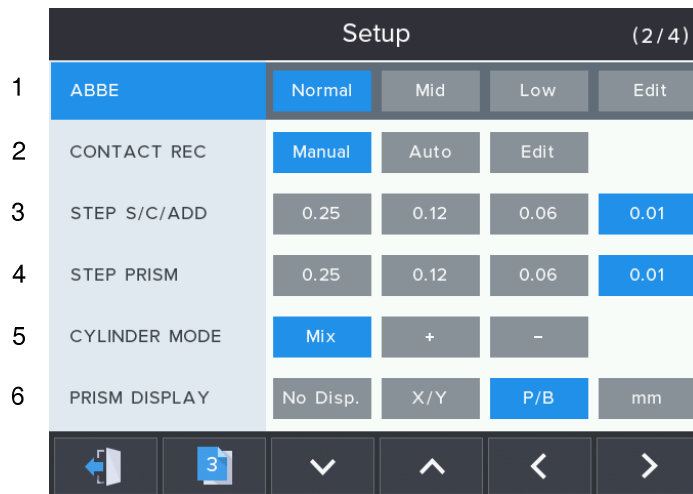 Setup (2/4)
1 ABBE Normal Mid Low Edit
2 CONTACT REC Manual Auto Edit
3 STEP S/C/ADD 0.25 0.12 0.06 0.01
4 STEP PRISM 0.25 0.12 0.06 0.01
5 CYLINDER MODE Mix + -
6 PRISM DISPLAY No Disp. X/Y P/B mm
3